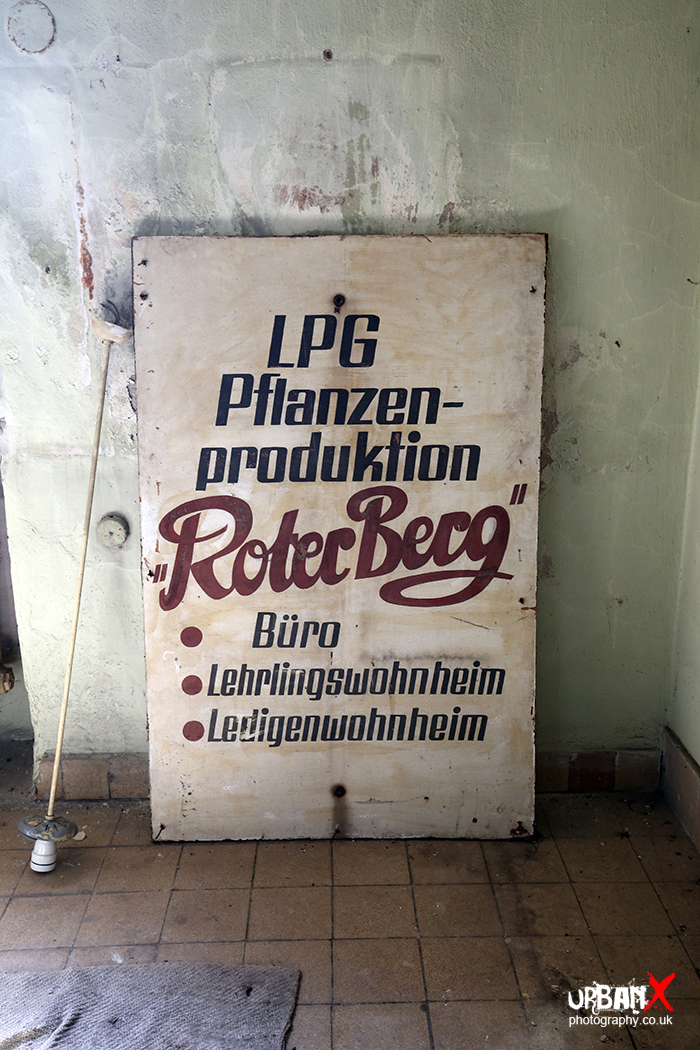 LPG
Pflanzen-
produktion
"Roter Berg"
Büro
Lehrlingswohnheim
Ledigenwohnheim
URBANX
photography.co.uk